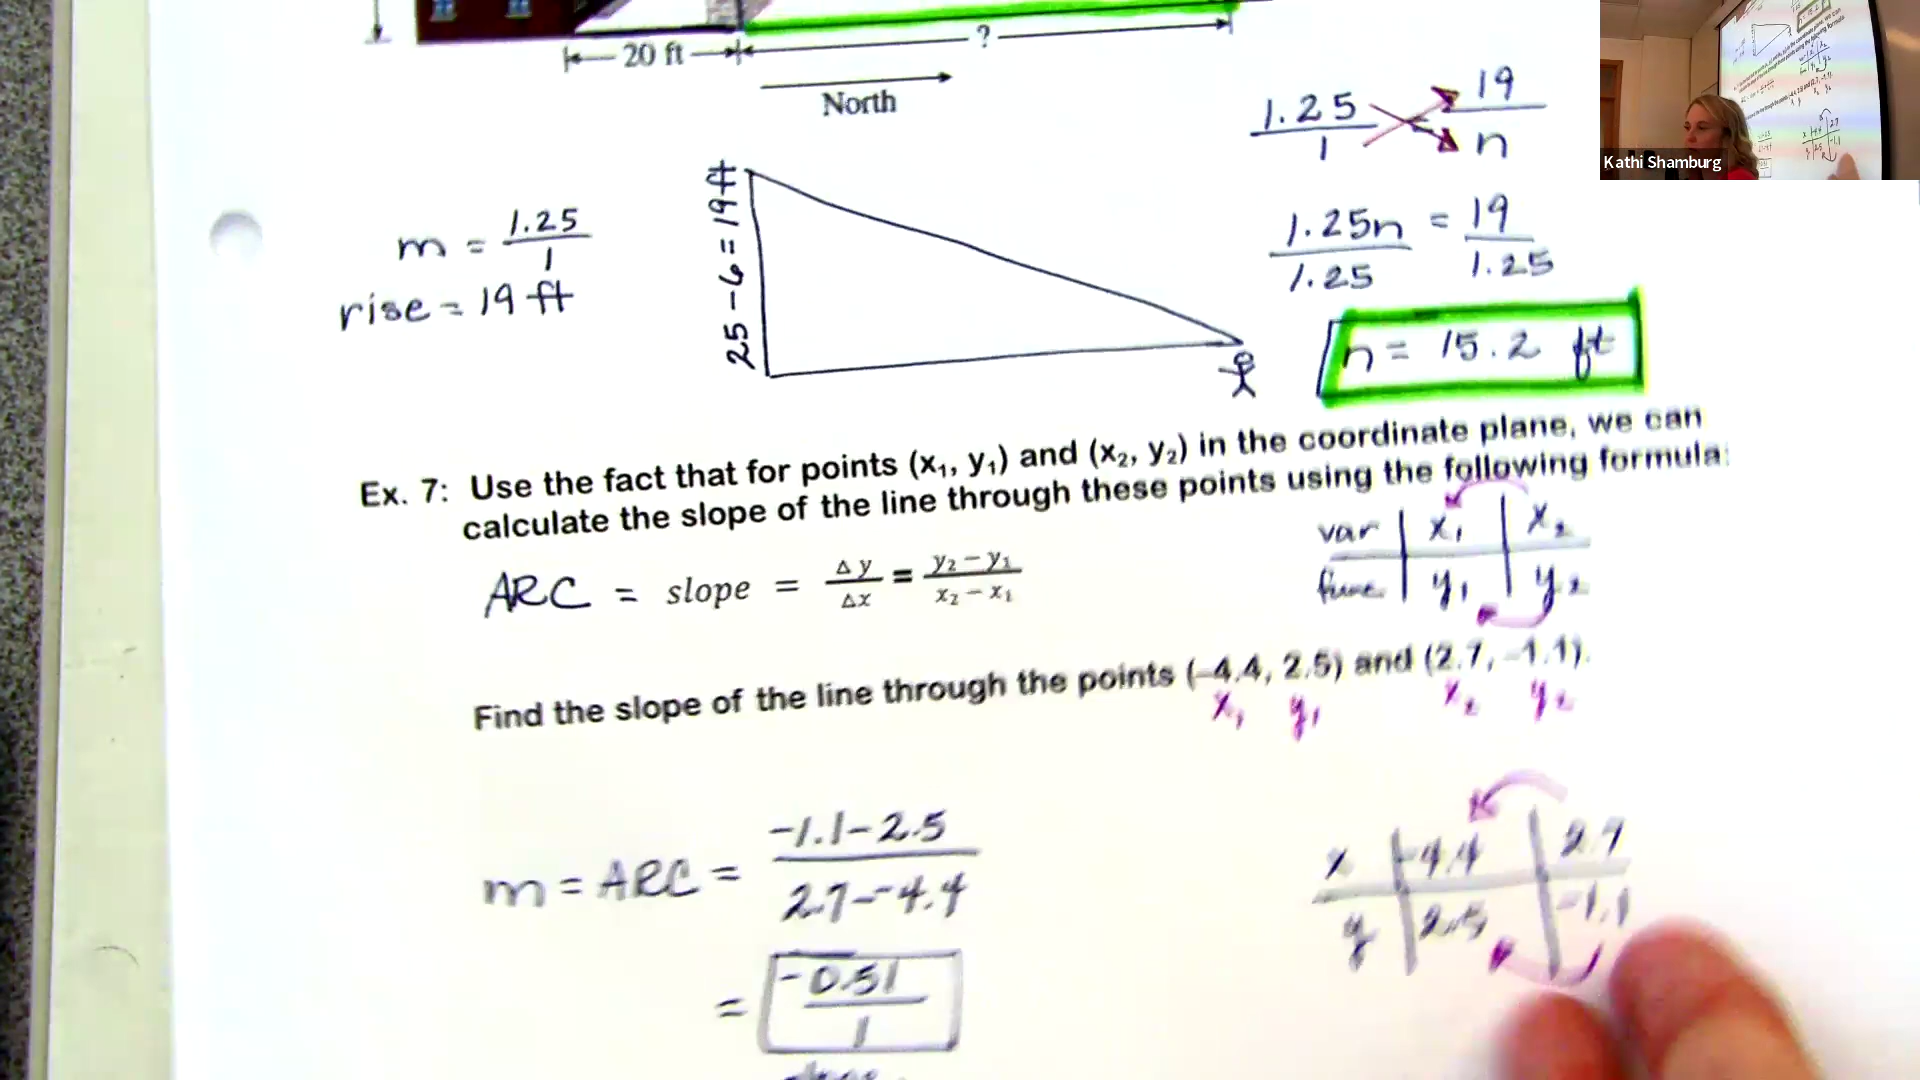 20 ft
?
North
25 - 6 = 19 ft
m = 1.25 / 1
rise = 19 ft
1.25 / 1 = 19 / n
1.25n / 1.25 = 19 / 1.25
n = 15.2 ft
Kathi Shamburg
Ex. 7: Use the fact that for points (x₁, y₁) and (x₂, y₂) in the coordinate plane, we can
calculate the slope of the line through these points using the following formula:
ARC = slope = Δy / Δx = y₂ − y₁ / x₂ − x₁
var | x₁ | x₂
func. | y₁ | y₂
Find the slope of the line through the points (-4.4, 2.5) and (2.7, -1.1).
x₁ y₁ x₂ y₂
m = ARC = -1.1-2.5 / 2.7--4.4
= -0.51 / 1
x | -4.4 | 2.7
y | 2.5 | -1.1